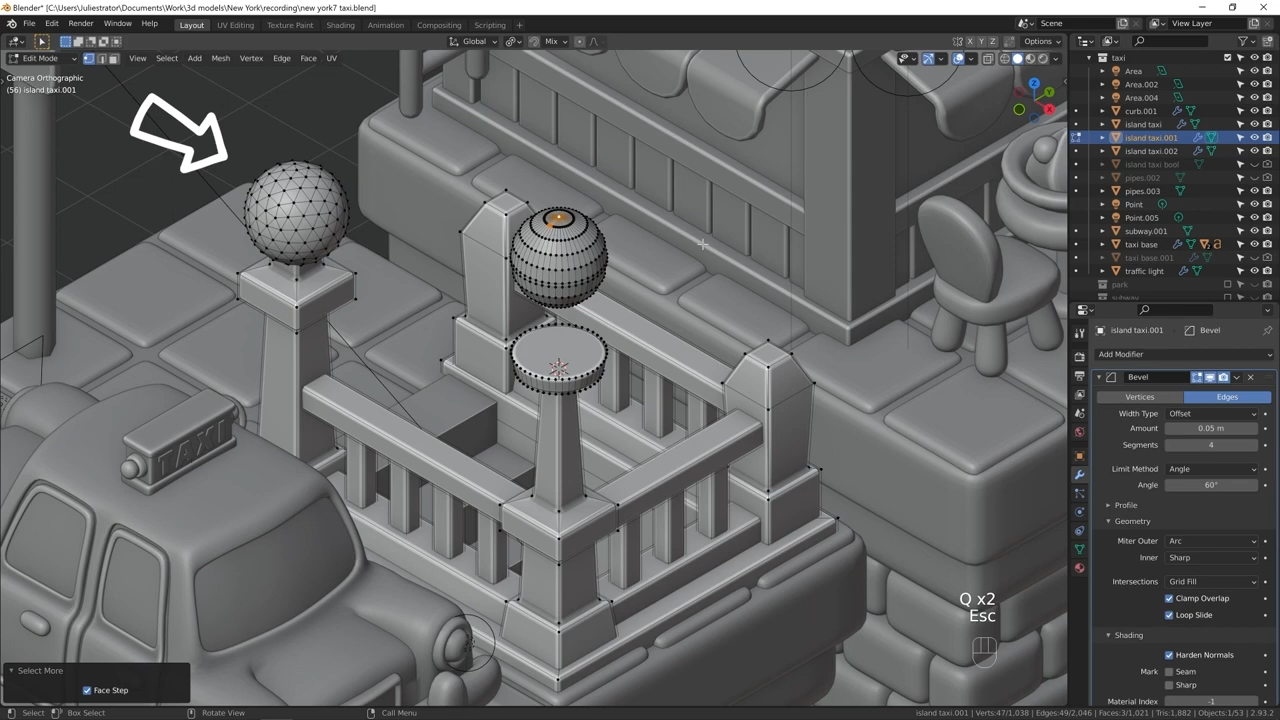 Blender* [C:\Users\Juliestrator\Documents\Work\3d models\New York\recording\new york7 taxi.blend]
File Edit Render Window Help Layout UV Editing Texture Paint Shading Animation Compositing Scripting Scene View Layer
Global Mix X Y Z Options
Edit Mode View Select Add Mesh Vertex Edge Face UV
Camera Orthographic
(56) island taxi.001
Z
Y
X
TAXI
Q x2
Esc
Select More
Face Step
taxi
Area
Area.002
Area.004
curb.001
island taxi
island taxi.001
island taxi.002
island taxi bool
pipes.002
pipes.003
Point
Point.005
subway.001
taxi base
taxi base.001
traffic light
park
subway
island taxi.001 Bevel
Add Modifier
Bevel
Vertices Edges
Width Type Offset
Amount 0.05 m
Segments 4
Limit Method Angle
Angle 60°
Profile
Geometry
Miter Outer Arc
Inner Sharp
Intersections Grid Fill
Clamp Overlap
Loop Slide
Shading
Harden Normals
Mark Seam
Sharp
Material Index -1
Select Box Select Rotate View Call Menu island taxi.001 | Verts:47/1,038 | Edges:49/2,046 | Faces:3/1,021 | Tris:1,882 | Objects:1/53 | 2.93.2